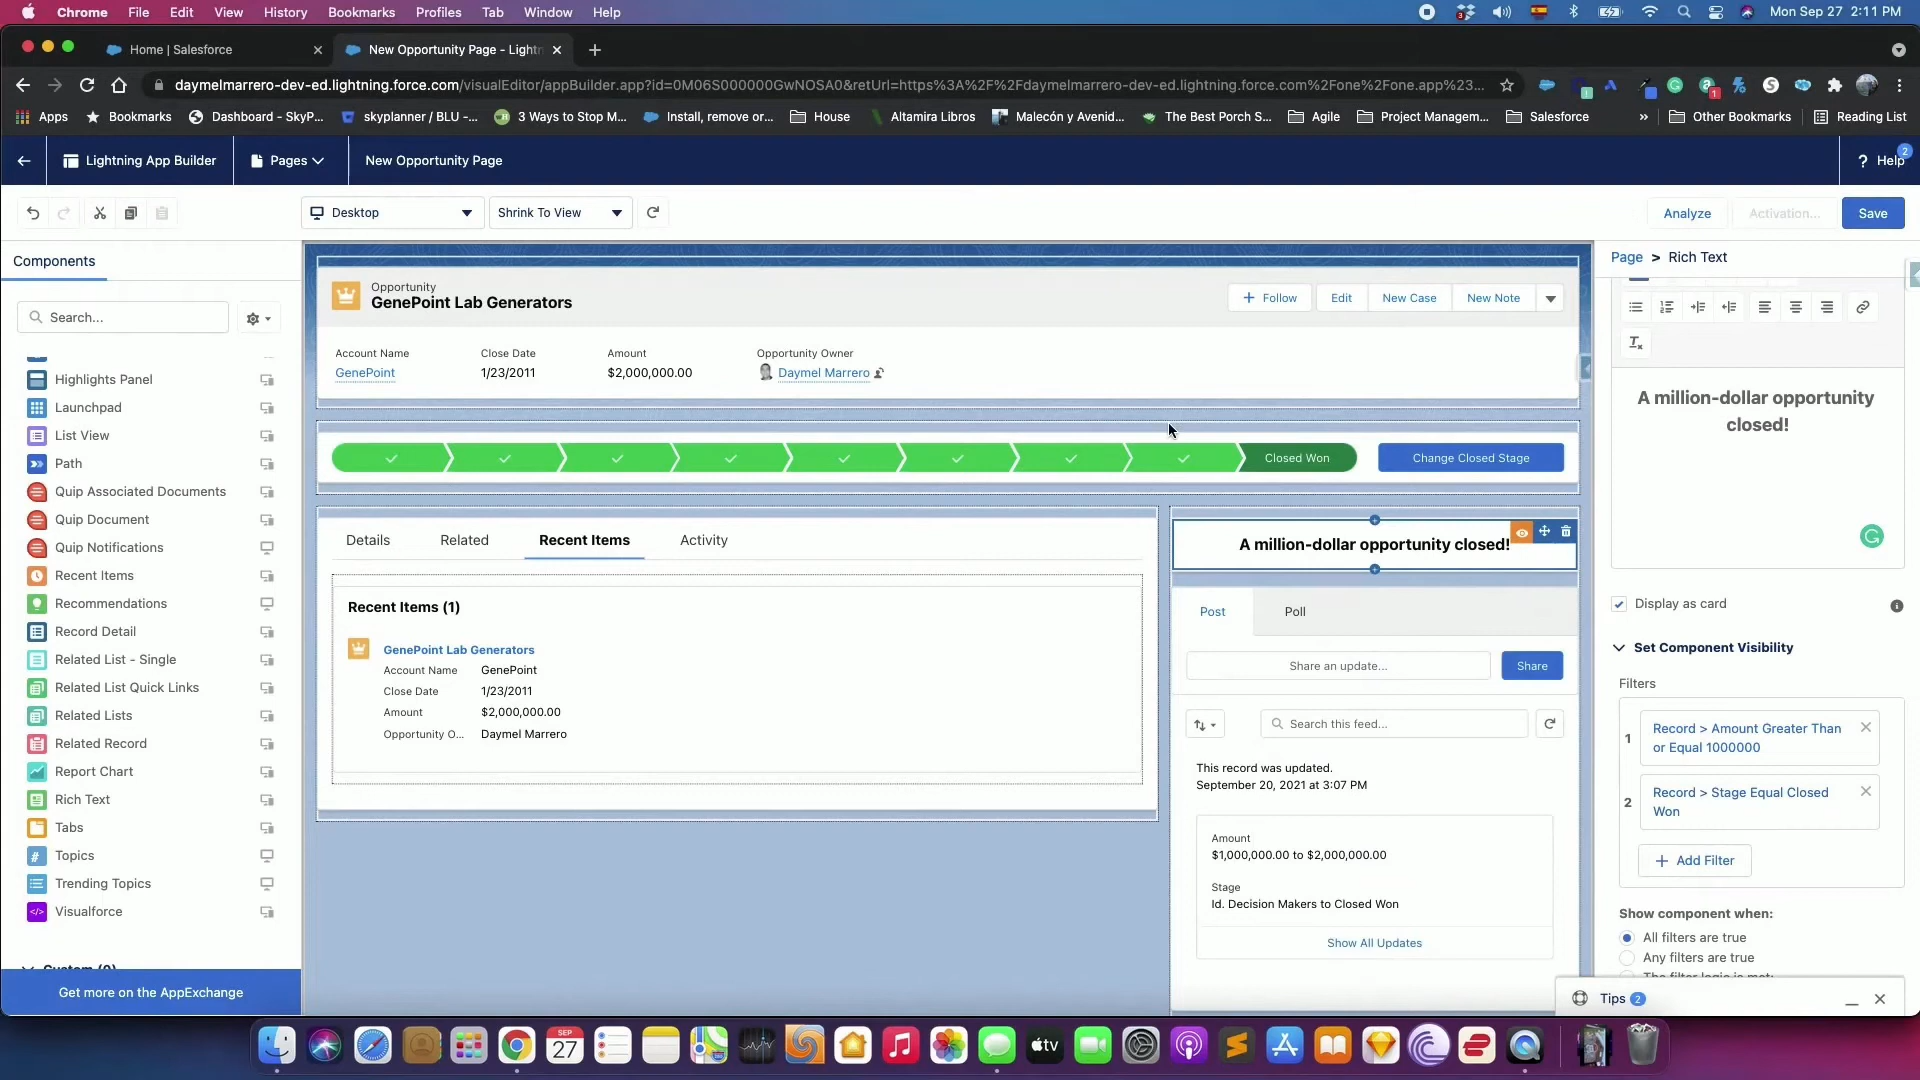 Chrome File Edit View History Bookmarks Profiles Tab Window Help Mon Sep 27 2:11 PM
Home | Salesforce
New Opportunity Page - Lightn
daymelmarrero-dev-ed.lightning.force.com/visualEditor/appBuilder.app?id=0M06S000000GwNOSA0&retUrl=https%3A%2F%2Fdaymelmarrero-dev-ed.lightning.force.com%2Fone%2Fone.app%23...
Apps Bookmarks Dashboard - SkyP... skyplanner / BLU -... 3 Ways to Stop M... Install, remove or... House Altamira Libros Malecón y Avenid... The Best Porch S... Agile Project Managem... Salesforce » Other Bookmarks Reading List
Lightning App Builder Pages New Opportunity Page ? Help 2
Desktop Shrink To View Analyze Activation... Save
Components
Search...
Highlights Panel
Launchpad
List View
Path
Quip Associated Documents
Quip Document
Quip Notifications
Recent Items
Recommendations
Record Detail
Related List - Single
Related List Quick Links
Related Lists
Related Record
Report Chart
Rich Text
Tabs
Topics
Trending Topics
Visualforce
Custom (0)
Get more on the AppExchange
Opportunity
GenePoint Lab Generators
+ Follow Edit New Case New Note
Account Name Close Date Amount Opportunity Owner
GenePoint 1/23/2011 $2,000,000.00 Daymel Marrero
Closed Won Change Closed Stage
Details Related Recent Items Activity
Recent Items (1)
GenePoint Lab Generators
Account Name GenePoint
Close Date 1/23/2011
Amount $2,000,000.00
Opportunity O... Daymel Marrero
A million-dollar opportunity closed!
Post Poll
Share an update... Share
Search this feed...
This record was updated.
September 20, 2021 at 3:07 PM
Amount
$1,000,000.00 to $2,000,000.00
Stage
Id. Decision Makers to Closed Won
Show All Updates
Page > Rich Text
A million-dollar opportunity
closed!
Display as card
Set Component Visibility
Filters
1 Record > Amount Greater Than
or Equal 1000000
2 Record > Stage Equal Closed
Won
+ Add Filter
Show component when:
All filters are true
Any filters are true
The filter logic is met:
Tips 2
SEP
27
tv